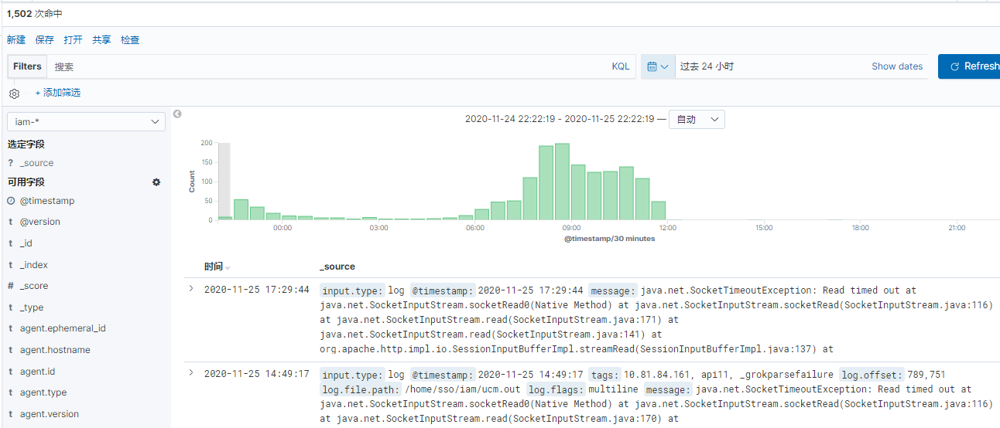 1,502 次命中
新建 保存 打开 共享 检查
Filters 搜索 KQL 过去 24 小时 Show dates Refresh
+ 添加筛选
iam-*
选定字段
? _source
可用字段
@timestamp
t @version
t _id
t _index
# _score
t _type
t agent.ephemeral_id
t agent.hostname
t agent.id
t agent.type
t agent.version
2020-11-24 22:22:19 - 2020-11-25 22:22:19 — 自动
200
150
100
50
0
Count
00:00 03:00 06:00 09:00 12:00 15:00 18:00 21:00
@timestamp/30 minutes
时间 _source
2020-11-25 17:29:44 input.type: log @timestamp: 2020-11-25 17:29:44 message: java.net.SocketTimeoutException: Read timed out at
java.net.SocketInputStream.socketRead0(Native Method) at java.net.SocketInputStream.socketRead(SocketInputStream.java:116)
at java.net.SocketInputStream.read(SocketInputStream.java:171) at
java.net.SocketInputStream.read(SocketInputStream.java:141) at
org.apache.http.impl.io.SessionInputBufferImpl.streamRead(SessionInputBufferImpl.java:137) at
2020-11-25 14:49:17 input.type: log @timestamp: 2020-11-25 14:49:17 tags: 10.81.84.161, api11, _grokparsefailure log.offset: 789,751
log.file.path: /home/sso/iam/ucm.out log.flags: multiline message: java.net.SocketTimeoutException: Read timed out at
java.net.SocketInputStream.socketRead0(Native Method) at java.net.SocketInputStream.socketRead(SocketInputStream.java:116)
at java.net.SocketInputStream.read(SocketInputStream.java:170) at